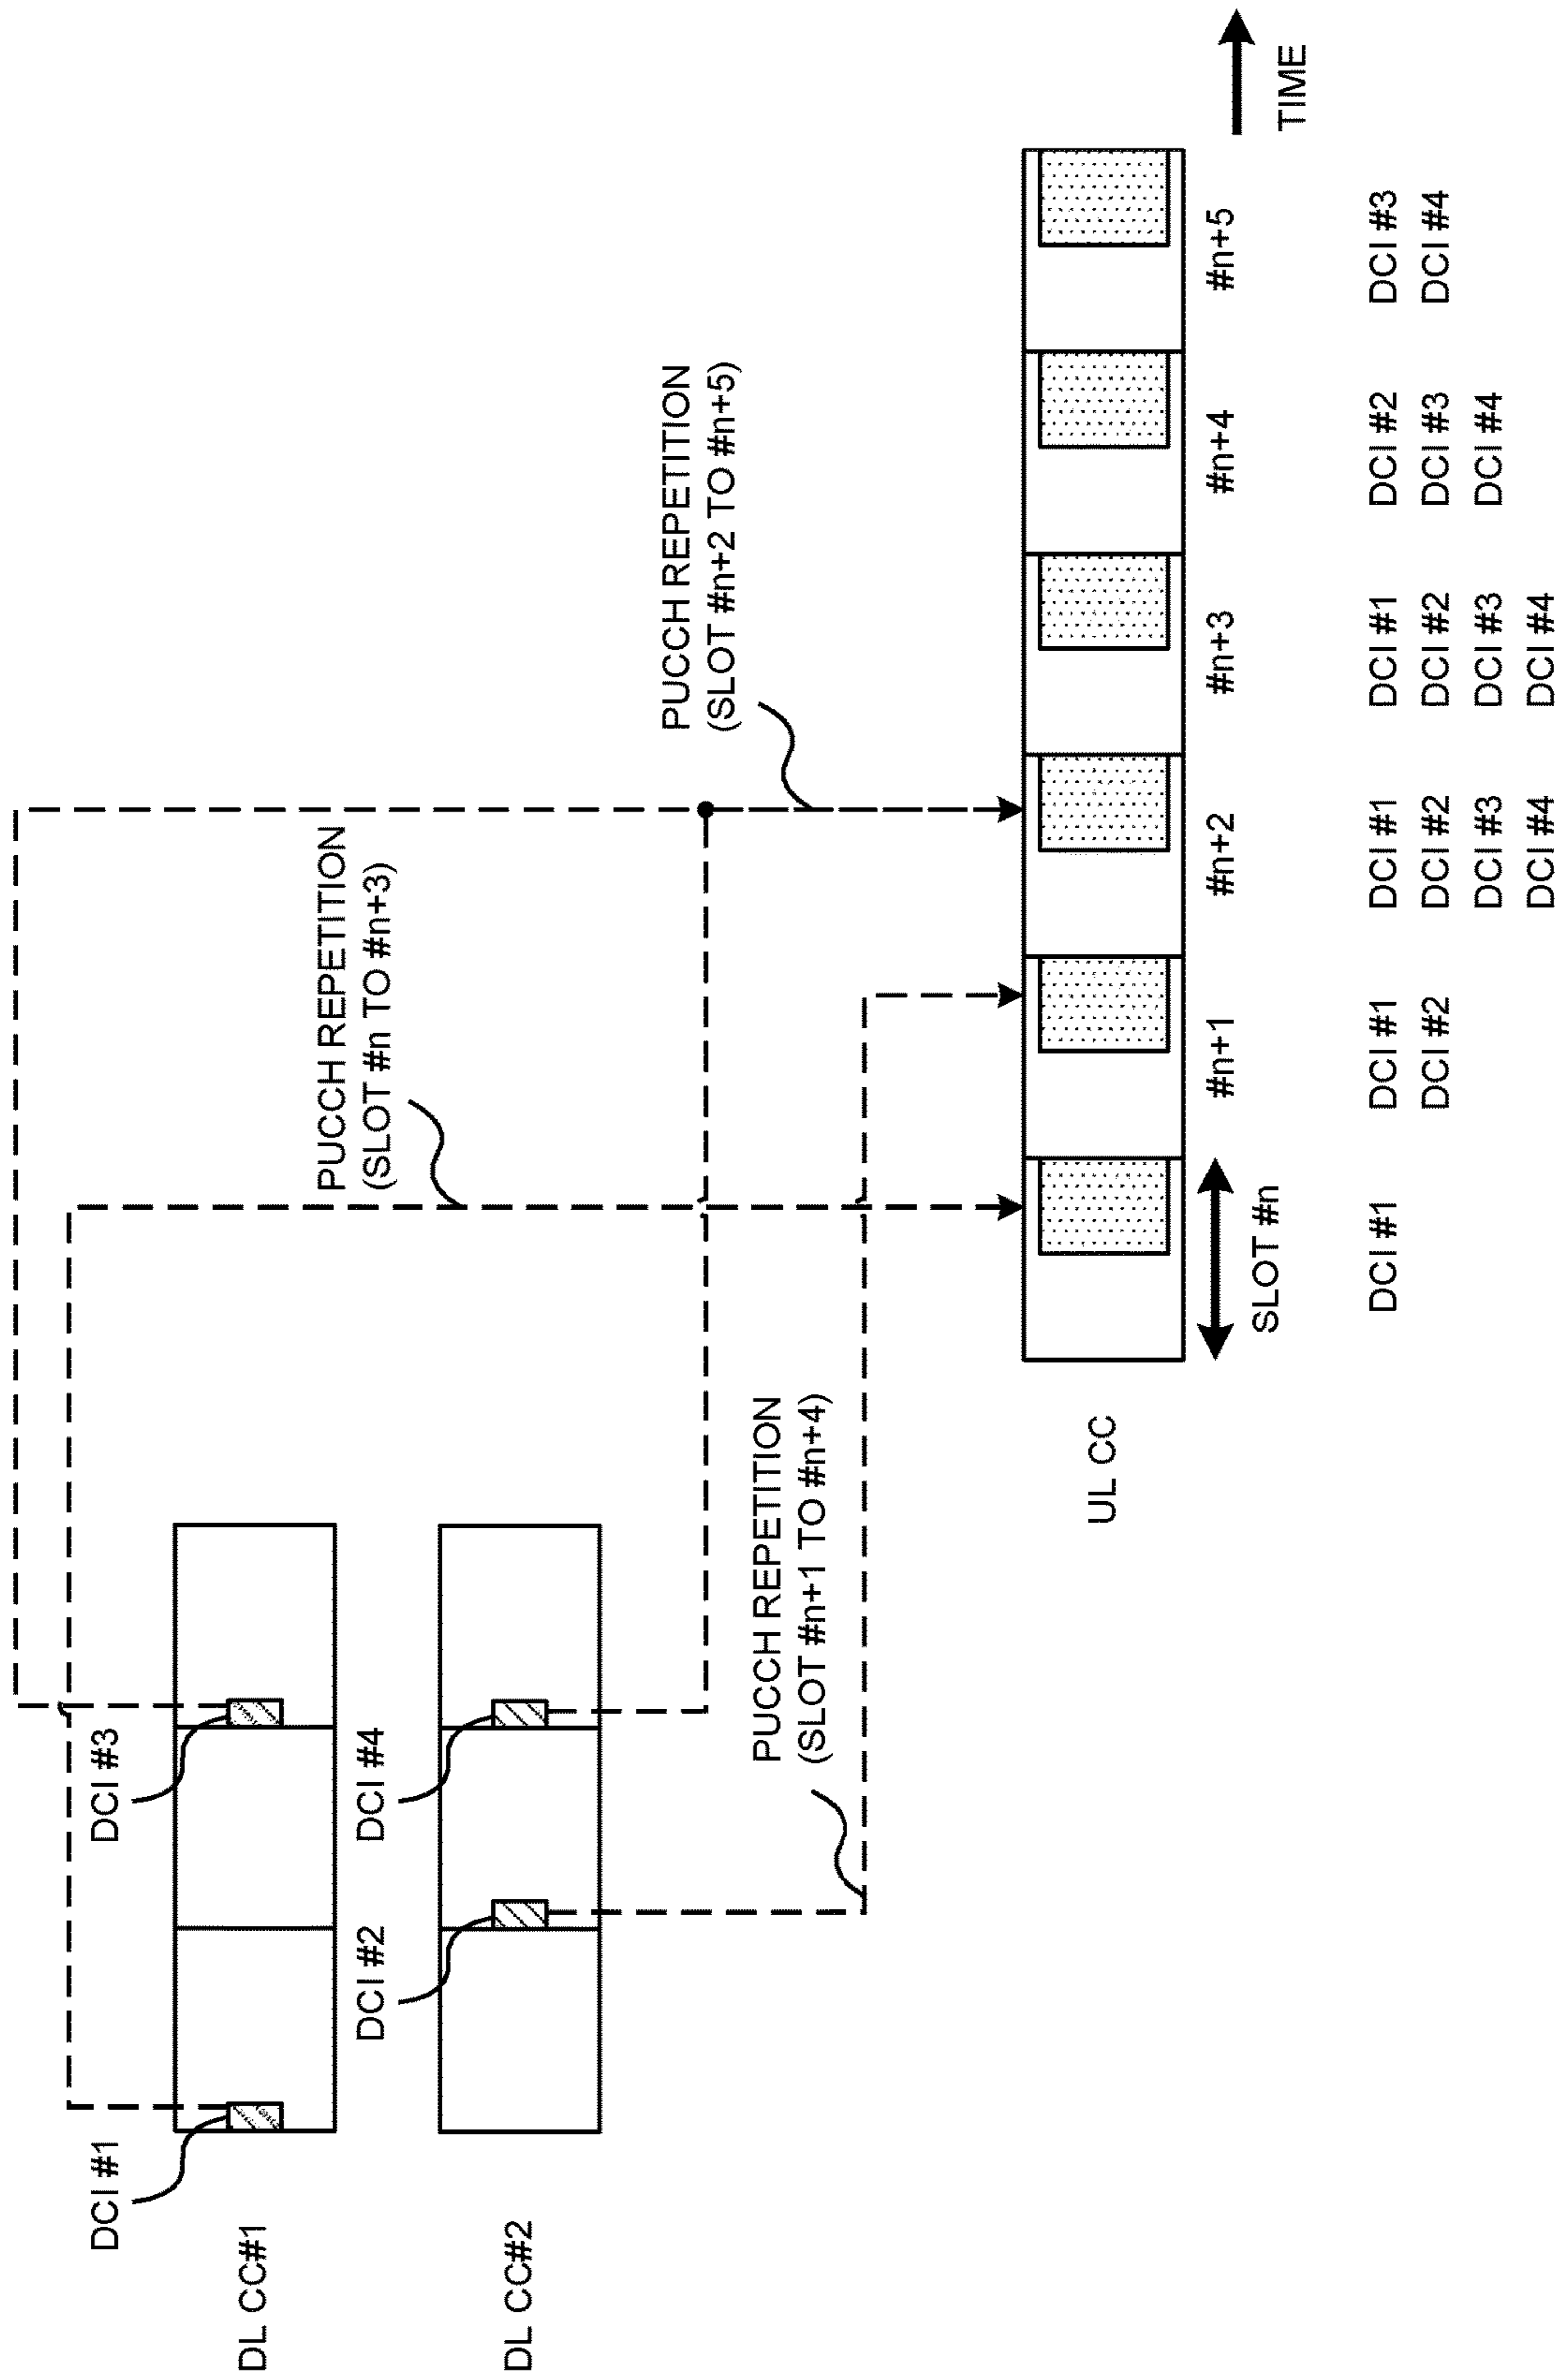 PUCCH REPETITION
(SLOT #n TO #n+3)
DCI #1
DCI #3
DL CC#1
DCI #2
DCI #4
DL CC#2
PUCCH REPETITION
(SLOT #n+2 TO #n+5)
PUCCH REPETITION
(SLOT #n+1 TO #n+4)
UL CC
SLOT #n
#n+1
#n+2
#n+3
#n+4
#n+5
TIME
DCI #1
DCI #1
DCI #2
DCI #1
DCI #2
DCI #3
DCI #4
DCI #1
DCI #2
DCI #3
DCI #4
DCI #2
DCI #3
DCI #4
DCI #3
DCI #4